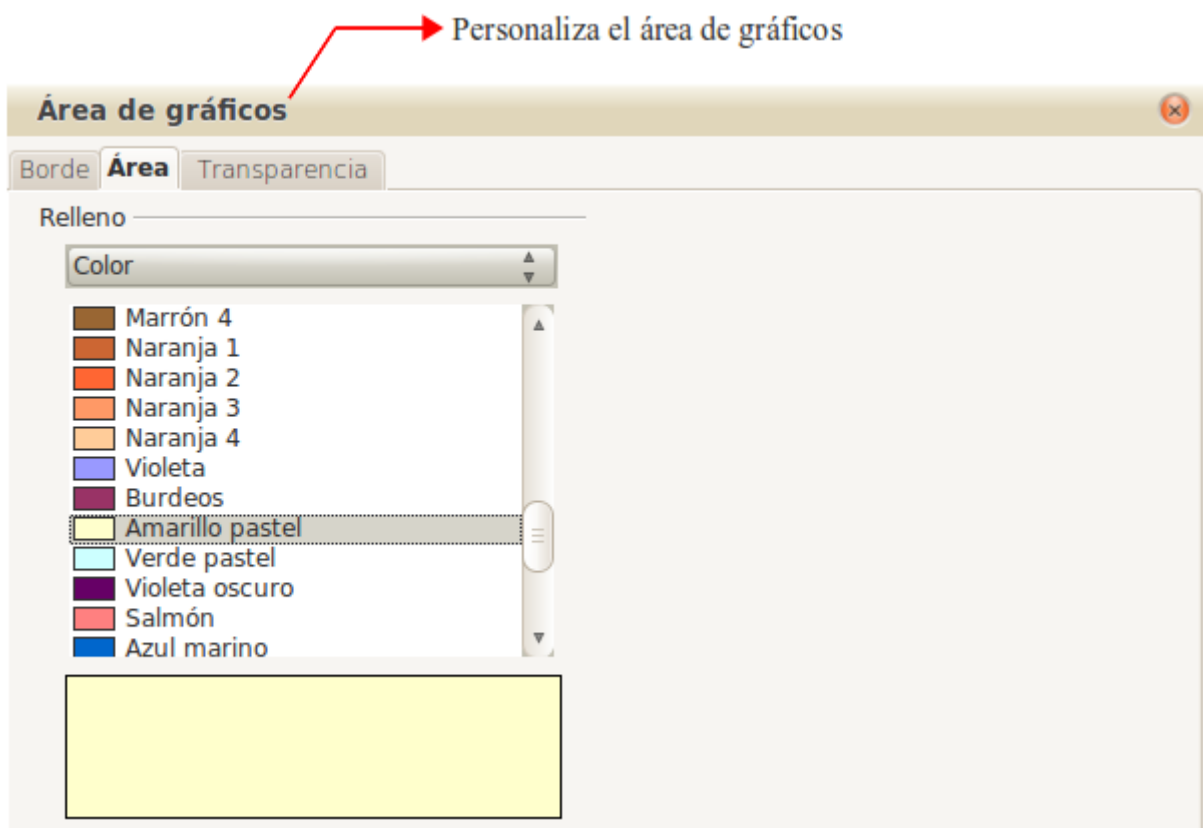 Personaliza el área de gráficos
Área de gráficos
Borde Área Transparencia
Relleno
Color
Marrón 4
Naranja 1
Naranja 2
Naranja 3
Naranja 4
Violeta
Burdeos
Amarillo pastel
Verde pastel
Violeta oscuro
Salmón
Azul marino